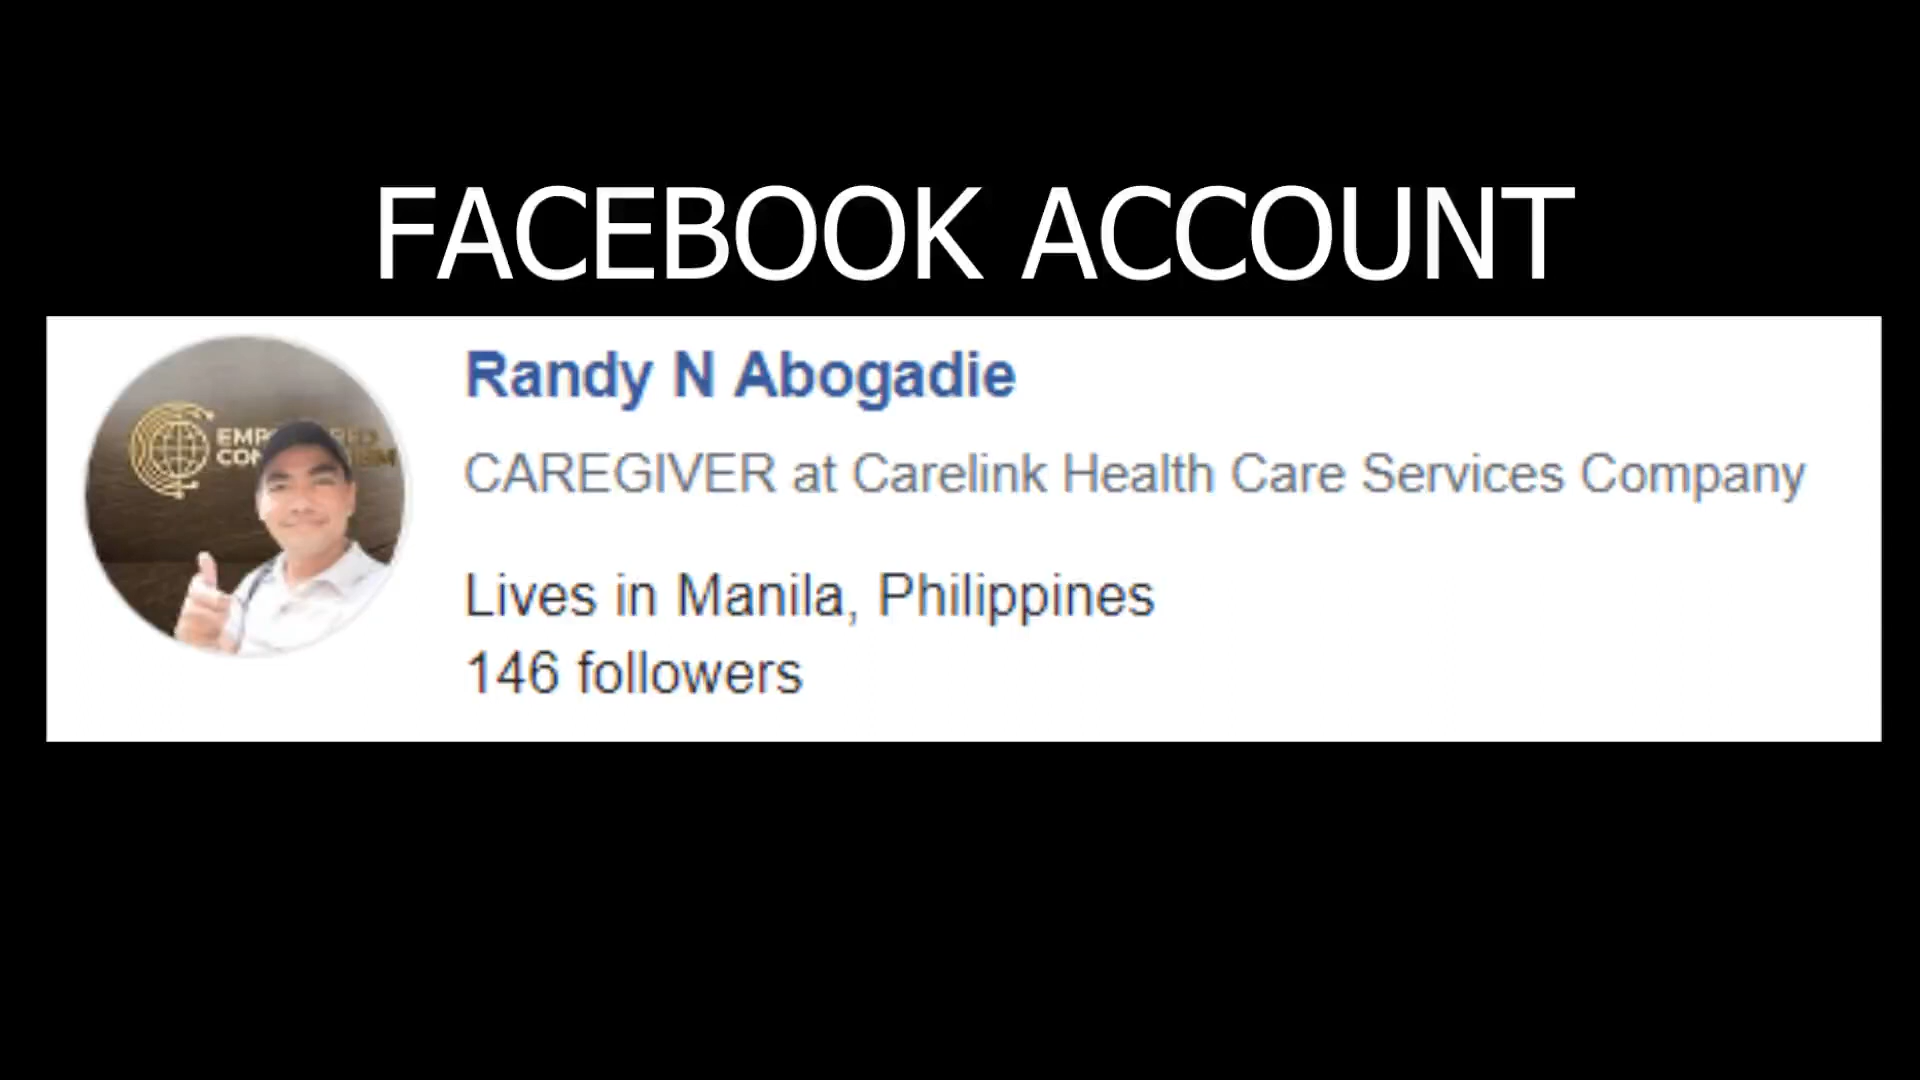 FACEBOOK ACCOUNT
Randy N Abogadie
CAREGIVER at Carelink Health Care Services Company
Lives in Manila, Philippines
146 followers